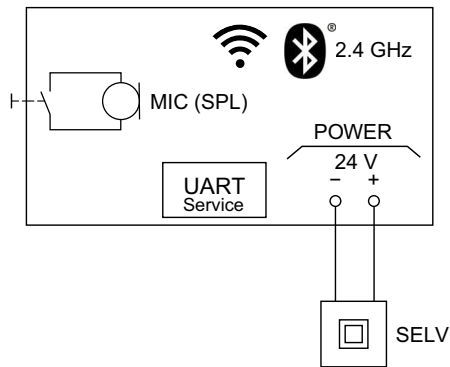 ® 2.4 GHz
MIC (SPL)
POWER
24 V
− +
UART
Service
SELV